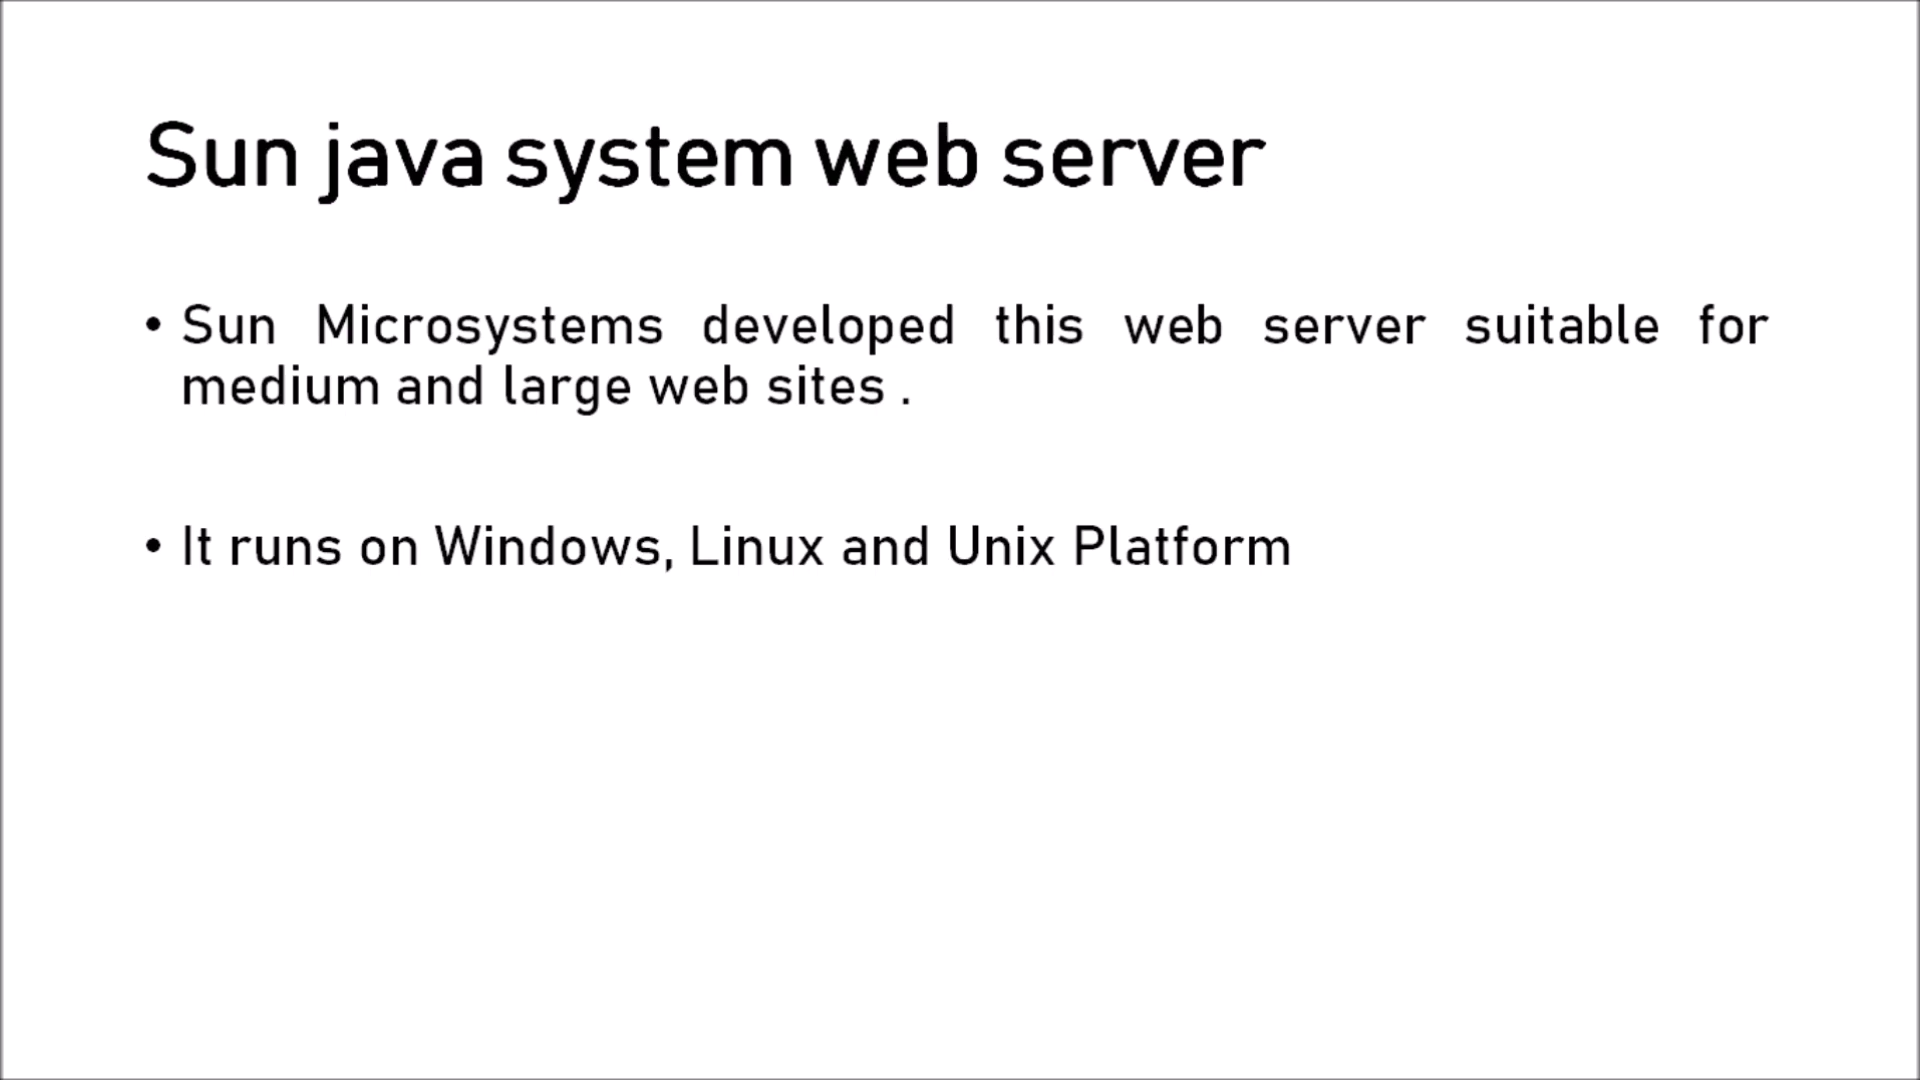 Sun java system web server
• Sun Microsystems developed this web server suitable for
medium and large web sites .
• It runs on Windows, Linux and Unix Platform